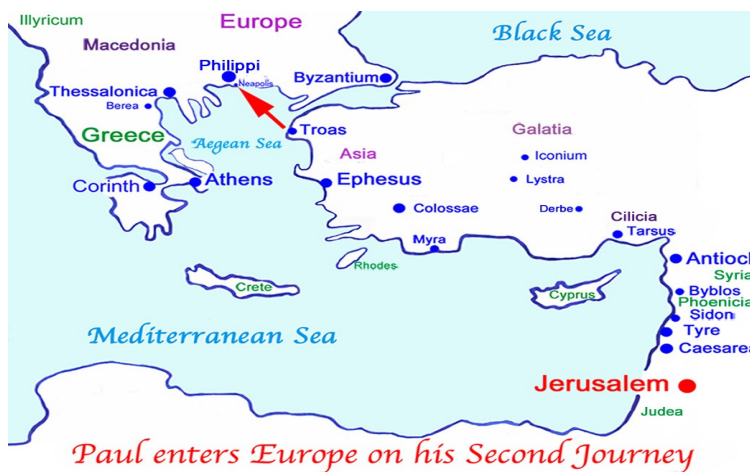 Illyricum
Europe
Black Sea
Macedonia
Philippi
Neapolis
Byzantium
Thessalonica
Berea
Greece
Aegean Sea
Troas
Galatia
Asia
Iconium
Lystra
Corinth
Athens
Ephesus
Colossae
Derbe
Cilicia
Tarsus
Myra
Antioc
Rhodes
Syria
Crete
Cyprus
Byblos
Phoenicia
Sidon
Mediterranean Sea
Tyre
Caesarea
Jerusalem
Judea
Paul enters Europe on his Second Journey